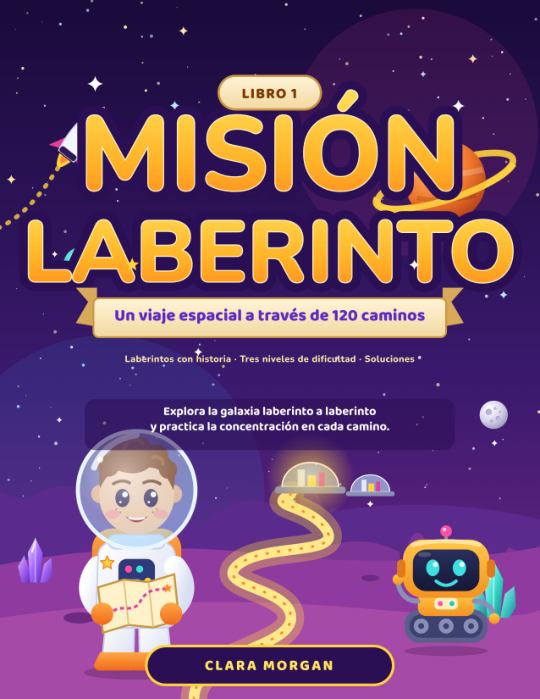 LIBRO 1
MISIÓN
LABERINTO
Un viaje espacial a través de 120 caminos
Laberintos con historia · Tres niveles de dificultad · Soluciones
Explora la galaxia laberinto a laberinto
y practica la concentración en cada camino.
CLARA MORGAN